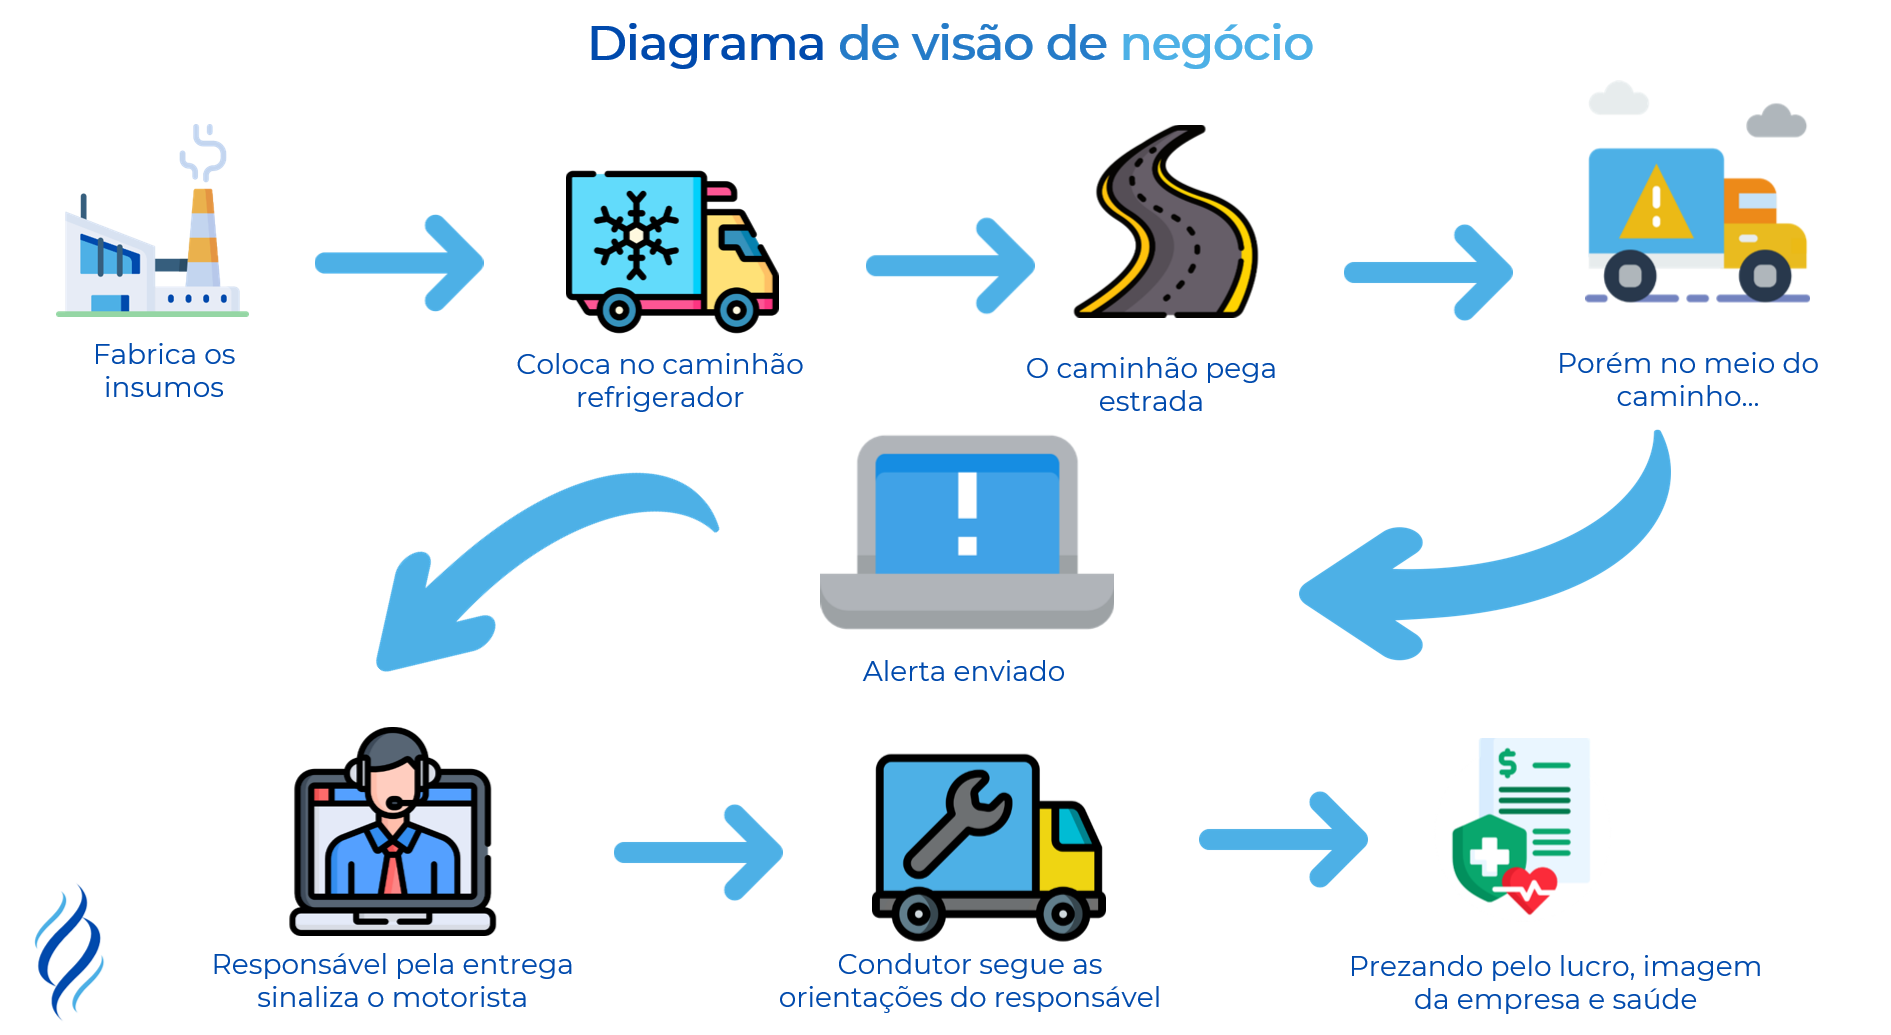 Diagrama de visão de negócio
Fabrica os
insumos
Coloca no caminhão
refrigerador
O caminhão pega
estrada
Porém no meio do
caminho...
Alerta enviado
Responsável pela entrega
sinaliza o motorista
Condutor segue as
orientações do responsável
Prezando pelo lucro, imagem
da empresa e saúde